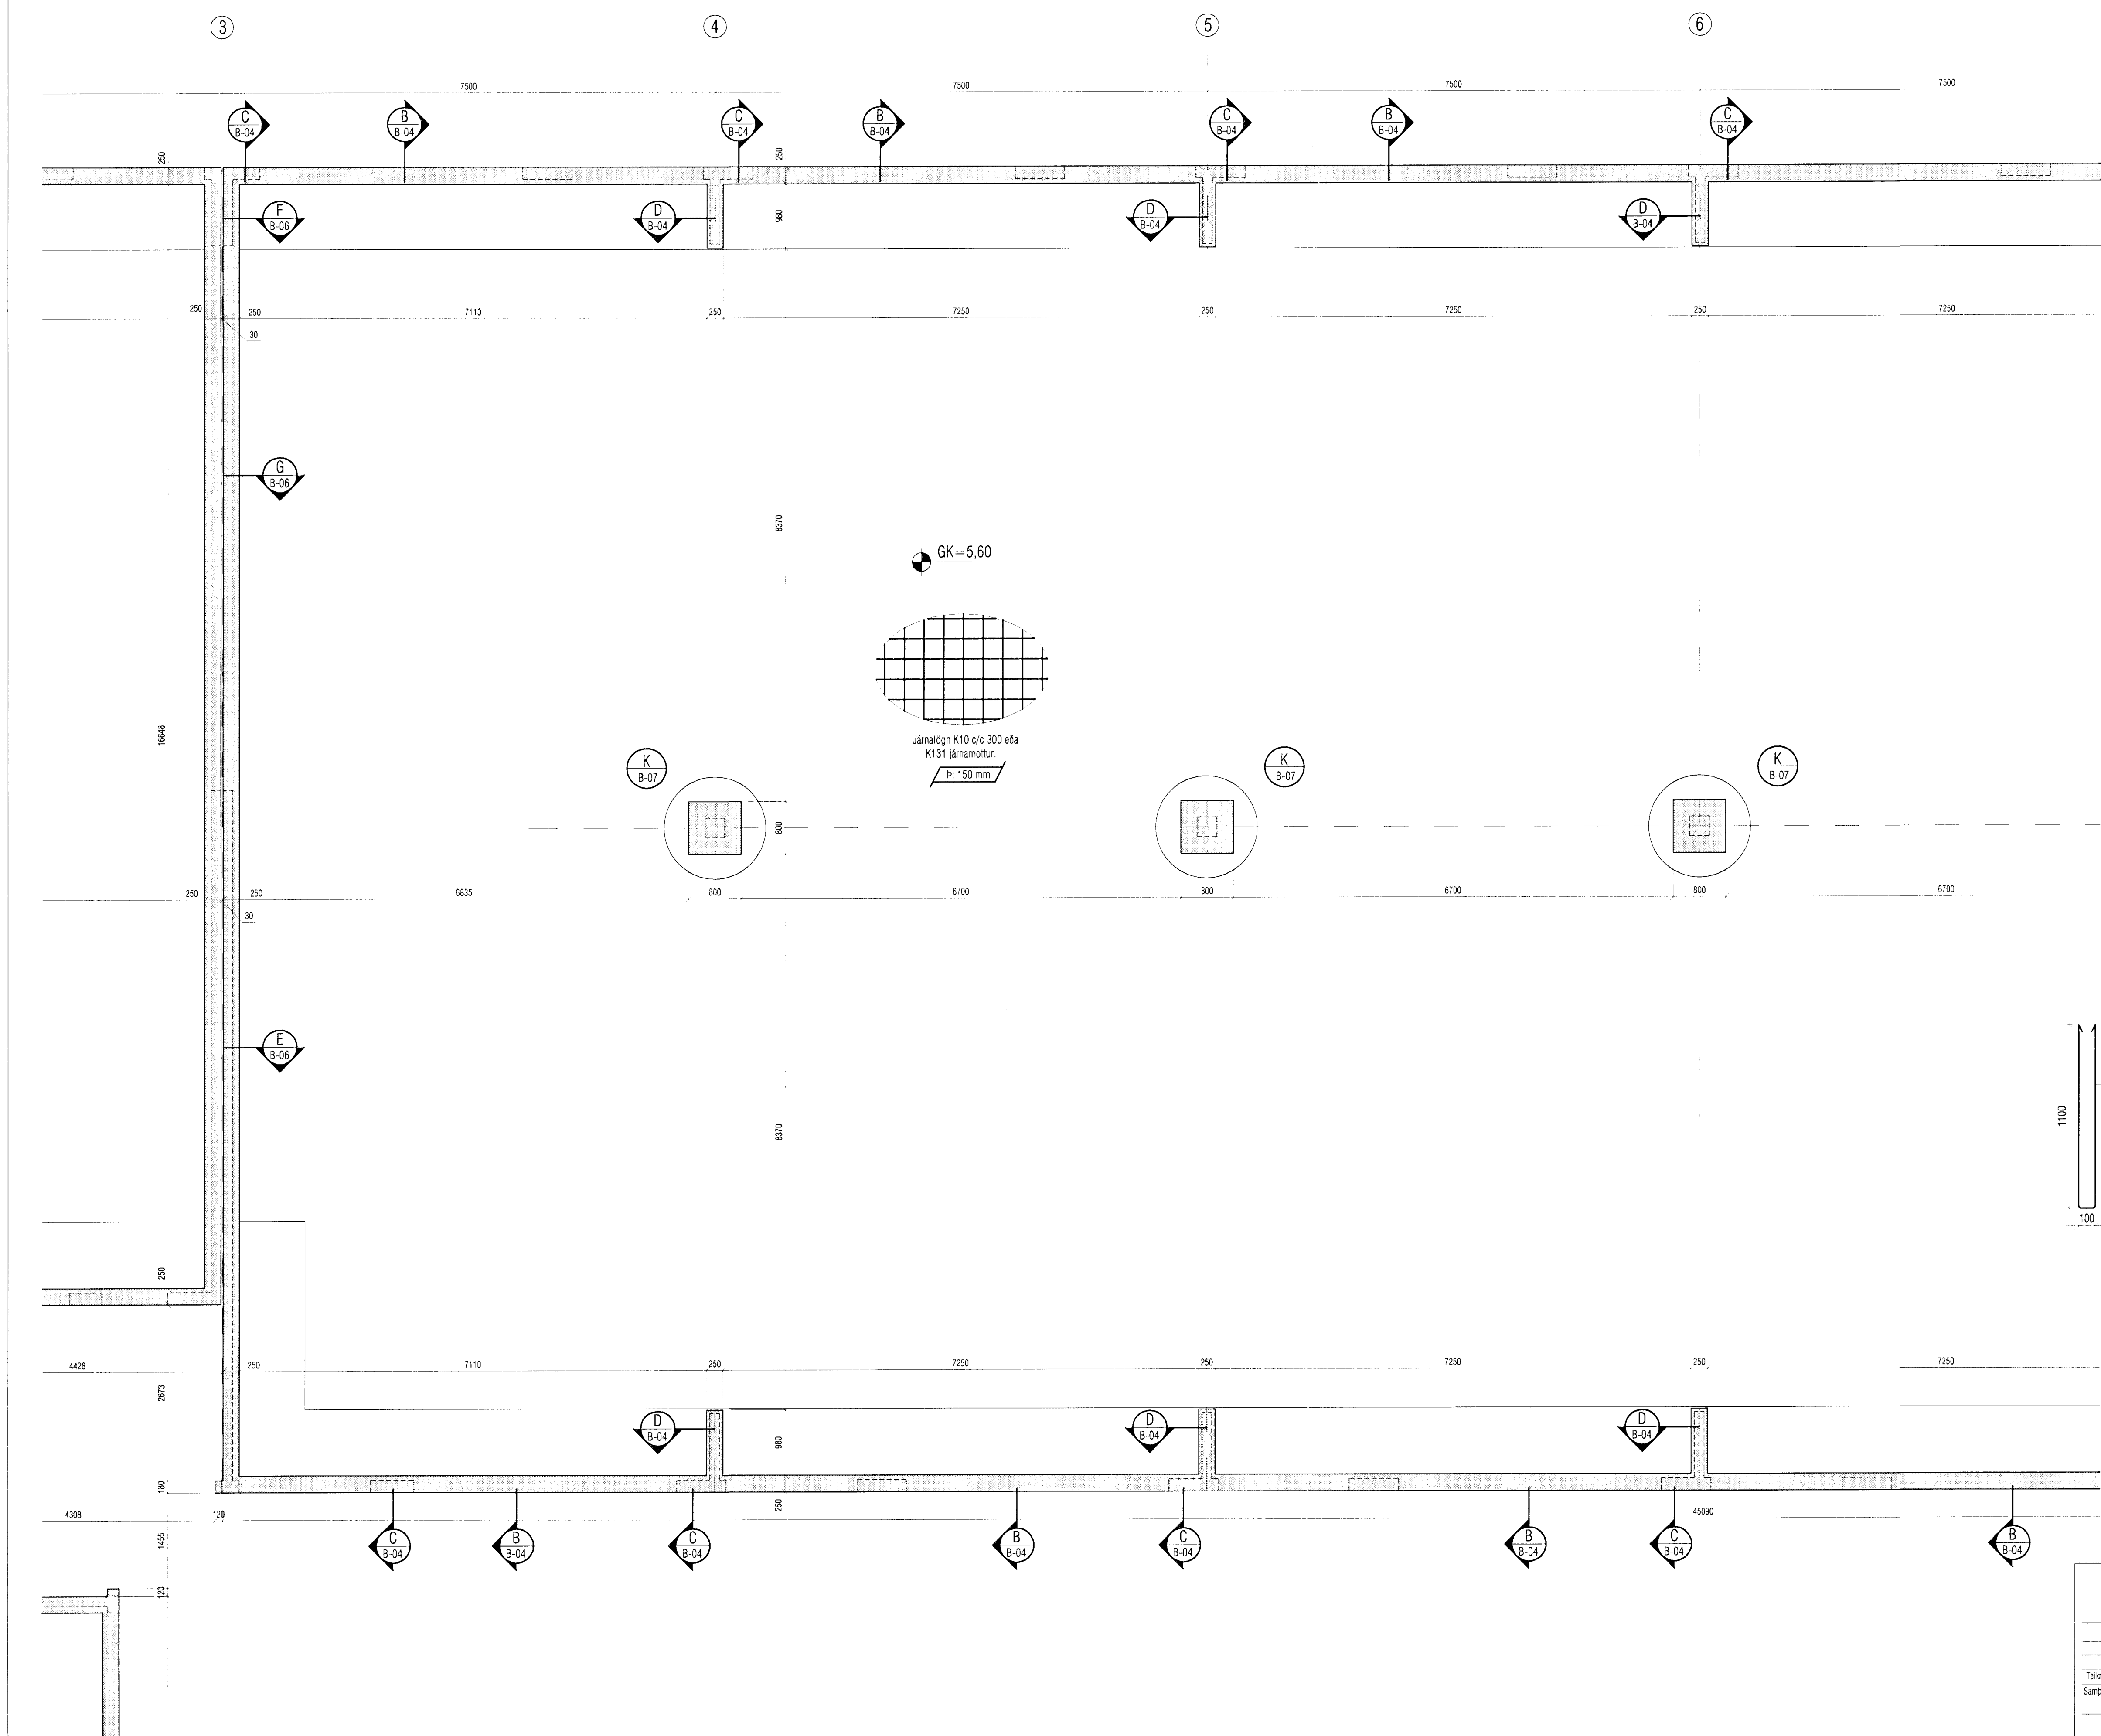 3 4 5 6
7500 7500 7500 7500
C B-04 B B-04 C B-04 B B-04 C B-04 B B-04 C B-04
250 250
F B-06 D B-04 D B-04 D B-04
980
250 250 7110 250 7250 250 7250 250 7250
30
G B-06
8370
GK=5,60
16648
Járnalögn K10 c/c 300 eða
K131 járnamottur.
Þ: 150 mm
K B-07 K B-07 K B-07
800
250 250 6835 800 6700 800 6700 800 6700
30
E B-06
8370
1100
100
250
4428 250 7110 250 7250 250 7250 250 7250
2673
D B-04 D B-04 D B-04
980
180
250
4308 120 45090
1455
C B-04 B B-04 C B-04 B B-04 C B-04 B B-04 C B-04 B B-04
120
Teikn
Samþ